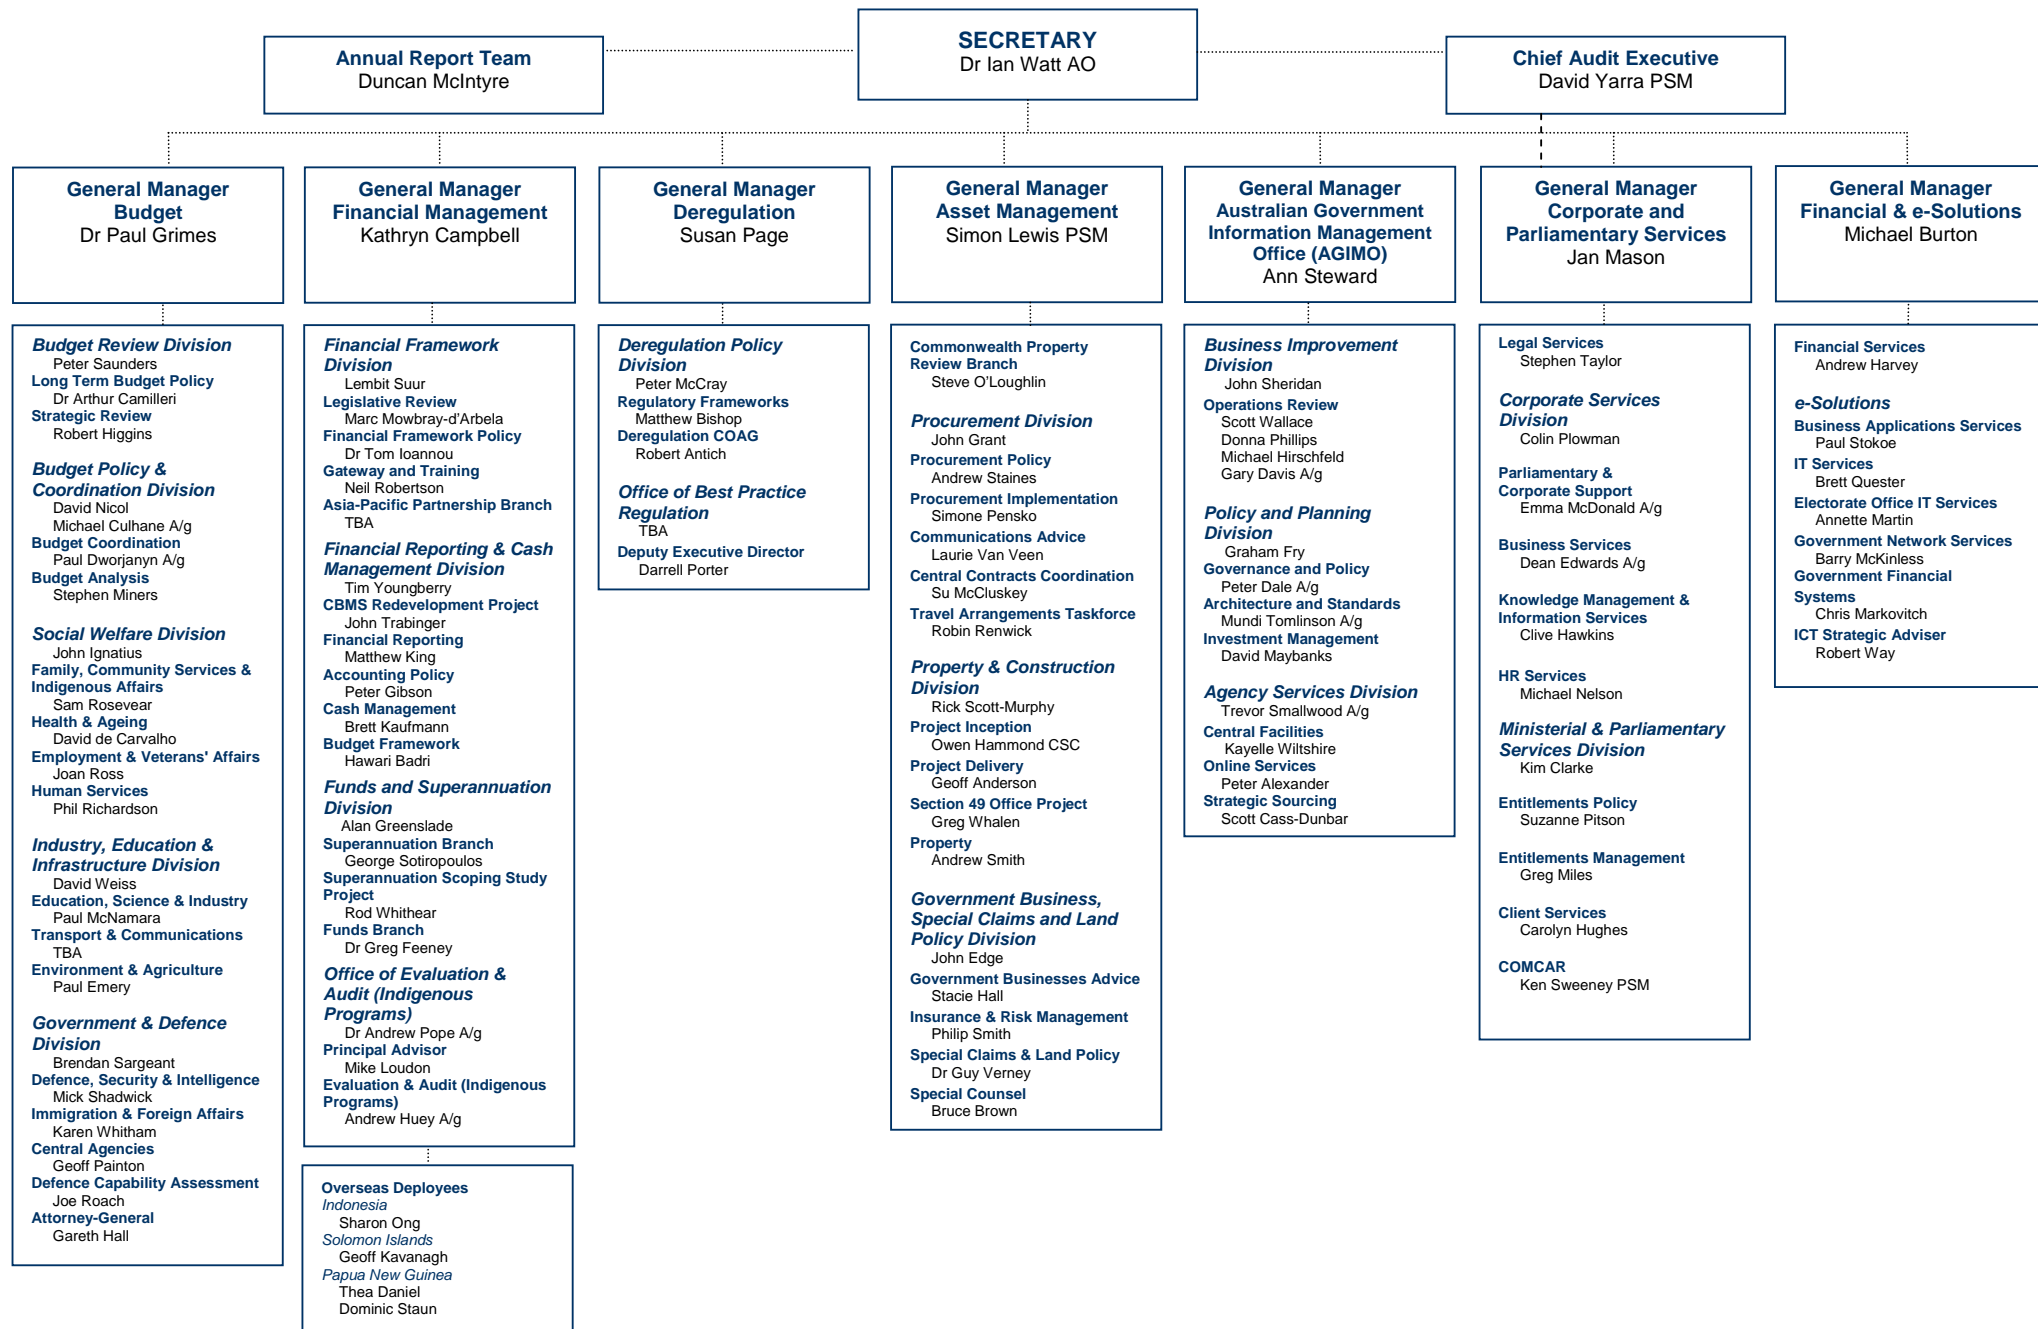 SECRETARY
Dr Ian Watt AO
Annual Report Team
Duncan McIntyre
Chief Audit Executive
David Yarra PSM
General Manager
Budget
Dr Paul Grimes
General Manager
Financial Management
Kathryn Campbell
General Manager
Deregulation
Susan Page
General Manager
Asset Management
Simon Lewis PSM
General Manager
Australian Government
Information Management
Office (AGIMO)
Ann Steward
General Manager
Corporate and
Parliamentary Services
Jan Mason
General Manager
Financial & e-Solutions
Michael Burton
Budget Review Division
Peter Saunders
Long Term Budget Policy
Dr Arthur Camilleri
Strategic Review
Robert Higgins
Budget Policy &
Coordination Division
David Nicol
Michael Culhane A/g
Budget Coordination
Paul Dworjanyn A/g
Budget Analysis
Stephen Miners
Social Welfare Division
John Ignatius
Family, Community Services &
Indigenous Affairs
Sam Rosevear
Health & Ageing
David de Carvalho
Employment & Veterans' Affairs
Joan Ross
Human Services
Phil Richardson
Industry, Education &
Infrastructure Division
David Weiss
Education, Science & Industry
Paul McNamara
Transport & Communications
TBA
Environment & Agriculture
Paul Emery
Government & Defence
Division
Brendan Sargeant
Defence, Security & Intelligence
Mick Shadwick
Immigration & Foreign Affairs
Karen Whitham
Central Agencies
Geoff Painton
Defence Capability Assessment
Joe Roach
Attorney-General
Gareth Hall
Financial Framework
Division
Lembit Suur
Legislative Review
Marc Mowbray-d'Arbela
Financial Framework Policy
Dr Tom Ioannou
Gateway and Training
Neil Robertson
Asia-Pacific Partnership Branch
TBA
Financial Reporting & Cash
Management Division
Tim Youngberry
CBMS Redevelopment Project
John Trabinger
Financial Reporting
Matthew King
Accounting Policy
Peter Gibson
Cash Management
Brett Kaufmann
Budget Framework
Hawari Badri
Funds and Superannuation
Division
Alan Greenslade
Superannuation Branch
George Sotiropoulos
Superannuation Scoping Study
Project
Rod Whithear
Funds Branch
Dr Greg Feeney
Office of Evaluation &
Audit (Indigenous
Programs)
Dr Andrew Pope A/g
Principal Advisor
Mike Loudon
Evaluation & Audit (Indigenous
Programs)
Andrew Huey A/g
Overseas Deployees
Indonesia
Sharon Ong
Solomon Islands
Geoff Kavanagh
Papua New Guinea
Thea Daniel
Dominic Staun
Deregulation Policy
Division
Peter McCray
Regulatory Frameworks
Matthew Bishop
Deregulation COAG
Robert Antich
Office of Best Practice
Regulation
TBA
Deputy Executive Director
Darrell Porter
Commonwealth Property
Review Branch
Steve O'Loughlin
Procurement Division
John Grant
Procurement Policy
Andrew Staines
Procurement Implementation
Simone Pensko
Communications Advice
Laurie Van Veen
Central Contracts Coordination
Su McCluskey
Travel Arrangements Taskforce
Robin Renwick
Property & Construction
Division
Rick Scott-Murphy
Project Inception
Owen Hammond CSC
Project Delivery
Geoff Anderson
Section 49 Office Project
Greg Whalen
Property
Andrew Smith
Government Business,
Special Claims and Land
Policy Division
John Edge
Government Businesses Advice
Stacie Hall
Insurance & Risk Management
Philip Smith
Special Claims & Land Policy
Dr Guy Verney
Special Counsel
Bruce Brown
Business Improvement
Division
John Sheridan
Operations Review
Scott Wallace
Donna Phillips
Michael Hirschfeld
Gary Davis A/g
Policy and Planning
Division
Graham Fry
Governance and Policy
Peter Dale A/g
Architecture and Standards
Mundi Tomlinson A/g
Investment Management
David Maybanks
Agency Services Division
Trevor Smallwood A/g
Central Facilities
Kayelle Wiltshire
Online Services
Peter Alexander
Strategic Sourcing
Scott Cass-Dunbar
Legal Services
Stephen Taylor
Corporate Services
Division
Colin Plowman
Parliamentary &
Corporate Support
Emma McDonald A/g
Business Services
Dean Edwards A/g
Knowledge Management &
Information Services
Clive Hawkins
HR Services
Michael Nelson
Ministerial & Parliamentary
Services Division
Kim Clarke
Entitlements Policy
Suzanne Pitson
Entitlements Management
Greg Miles
Client Services
Carolyn Hughes
COMCAR
Ken Sweeney PSM
Financial Services
Andrew Harvey
e-Solutions
Business Applications Services
Paul Stokoe
IT Services
Brett Quester
Electorate Office IT Services
Annette Martin
Government Network Services
Barry McKinless
Government Financial
Systems
Chris Markovitch
ICT Strategic Adviser
Robert Way